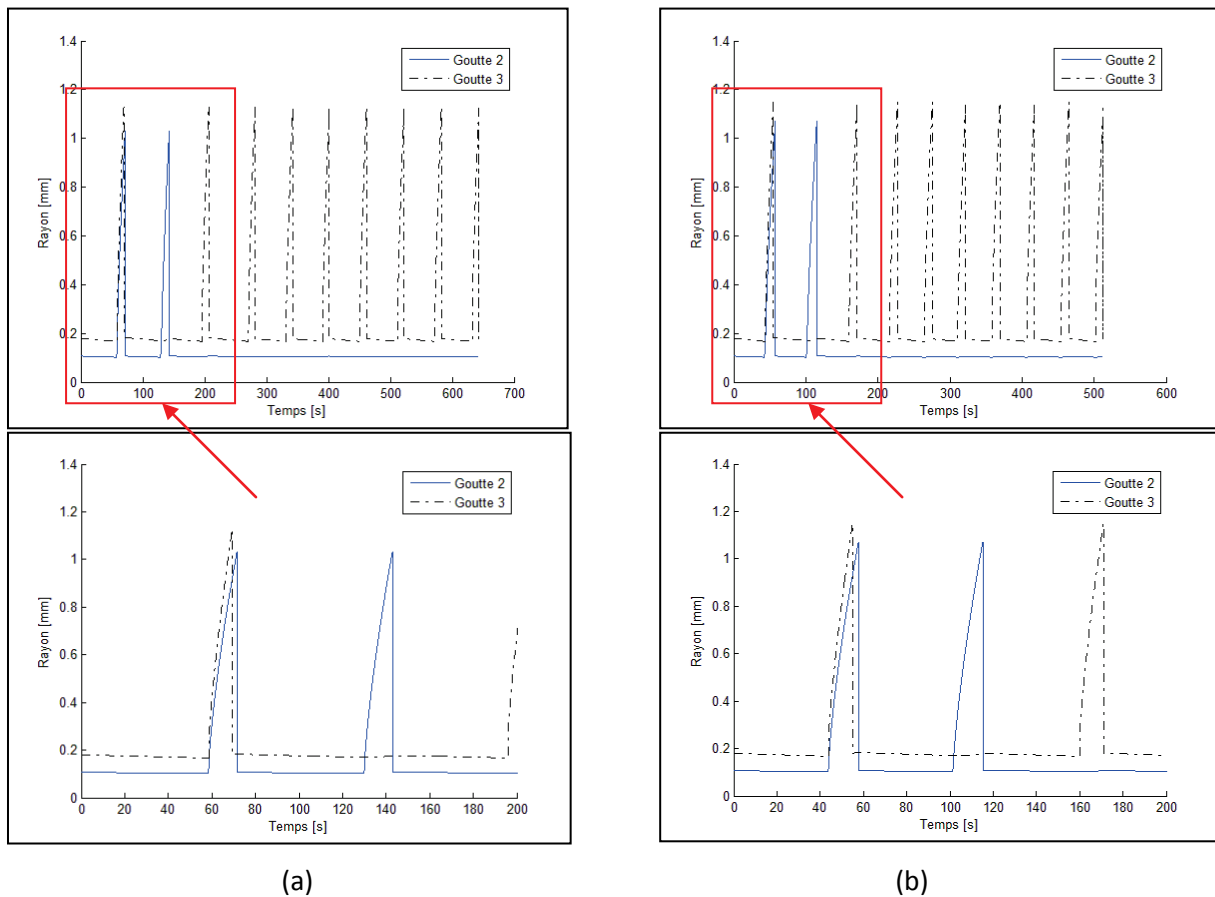 1.4
1.2
1
0.8
0.6
0.4
0.2
0
Rayon [mm]
0 100 200 300 400 500 600 700
Temps [s]
Goutte 2
Goutte 3
1.4
1.2
1
0.8
0.6
0.4
0.2
0
Rayon [mm]
0 100 200 300 400 500 600
Temps [s]
Goutte 2
Goutte 3
1.4
1.2
1
0.8
0.6
0.4
0.2
0
Rayon [mm]
0 20 40 60 80 100 120 140 160 180 200
Temps [s]
Goutte 2
Goutte 3
1.4
1.2
1
0.8
0.6
0.4
0.2
0
Rayon [mm]
0 20 40 60 80 100 120 140 160 180 200
Temps [s]
Goutte 2
Goutte 3
(a)
(b)